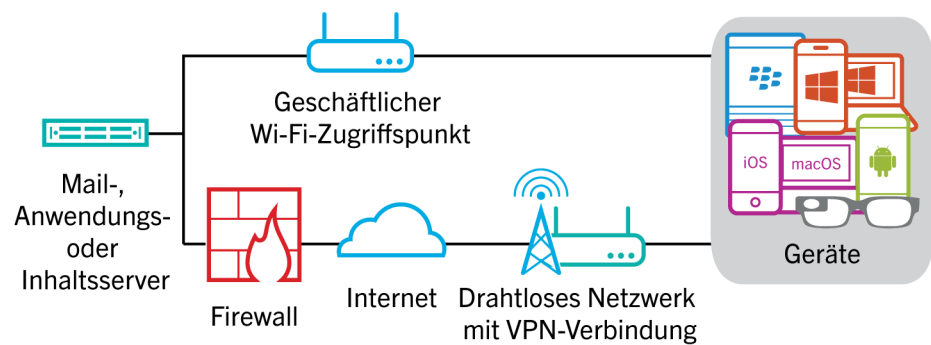 Geschäftlicher
Wi-Fi-Zugriffspunkt
iOS
macOS
Mail-,
Anwendungs-
oder
Inhaltsserver
Geräte
Firewall
Internet
Drahtloses Netzwerk
mit VPN-Verbindung